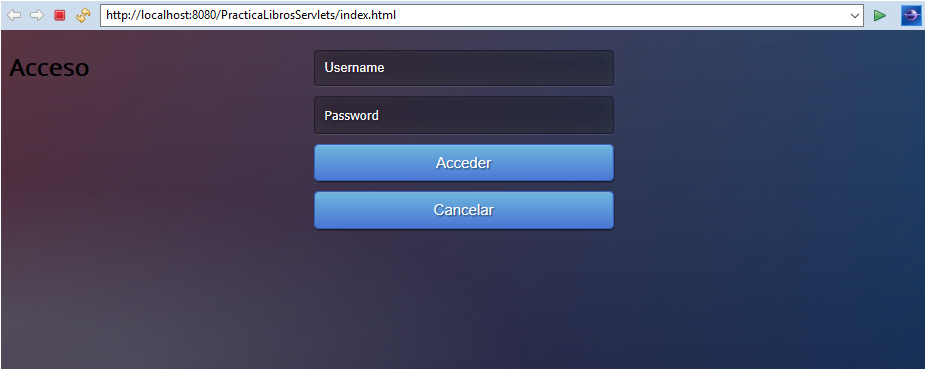 http://localhost:8080/PracticaLibrosServlets/index.html
Acceso
Username
Password
Acceder
Cancelar